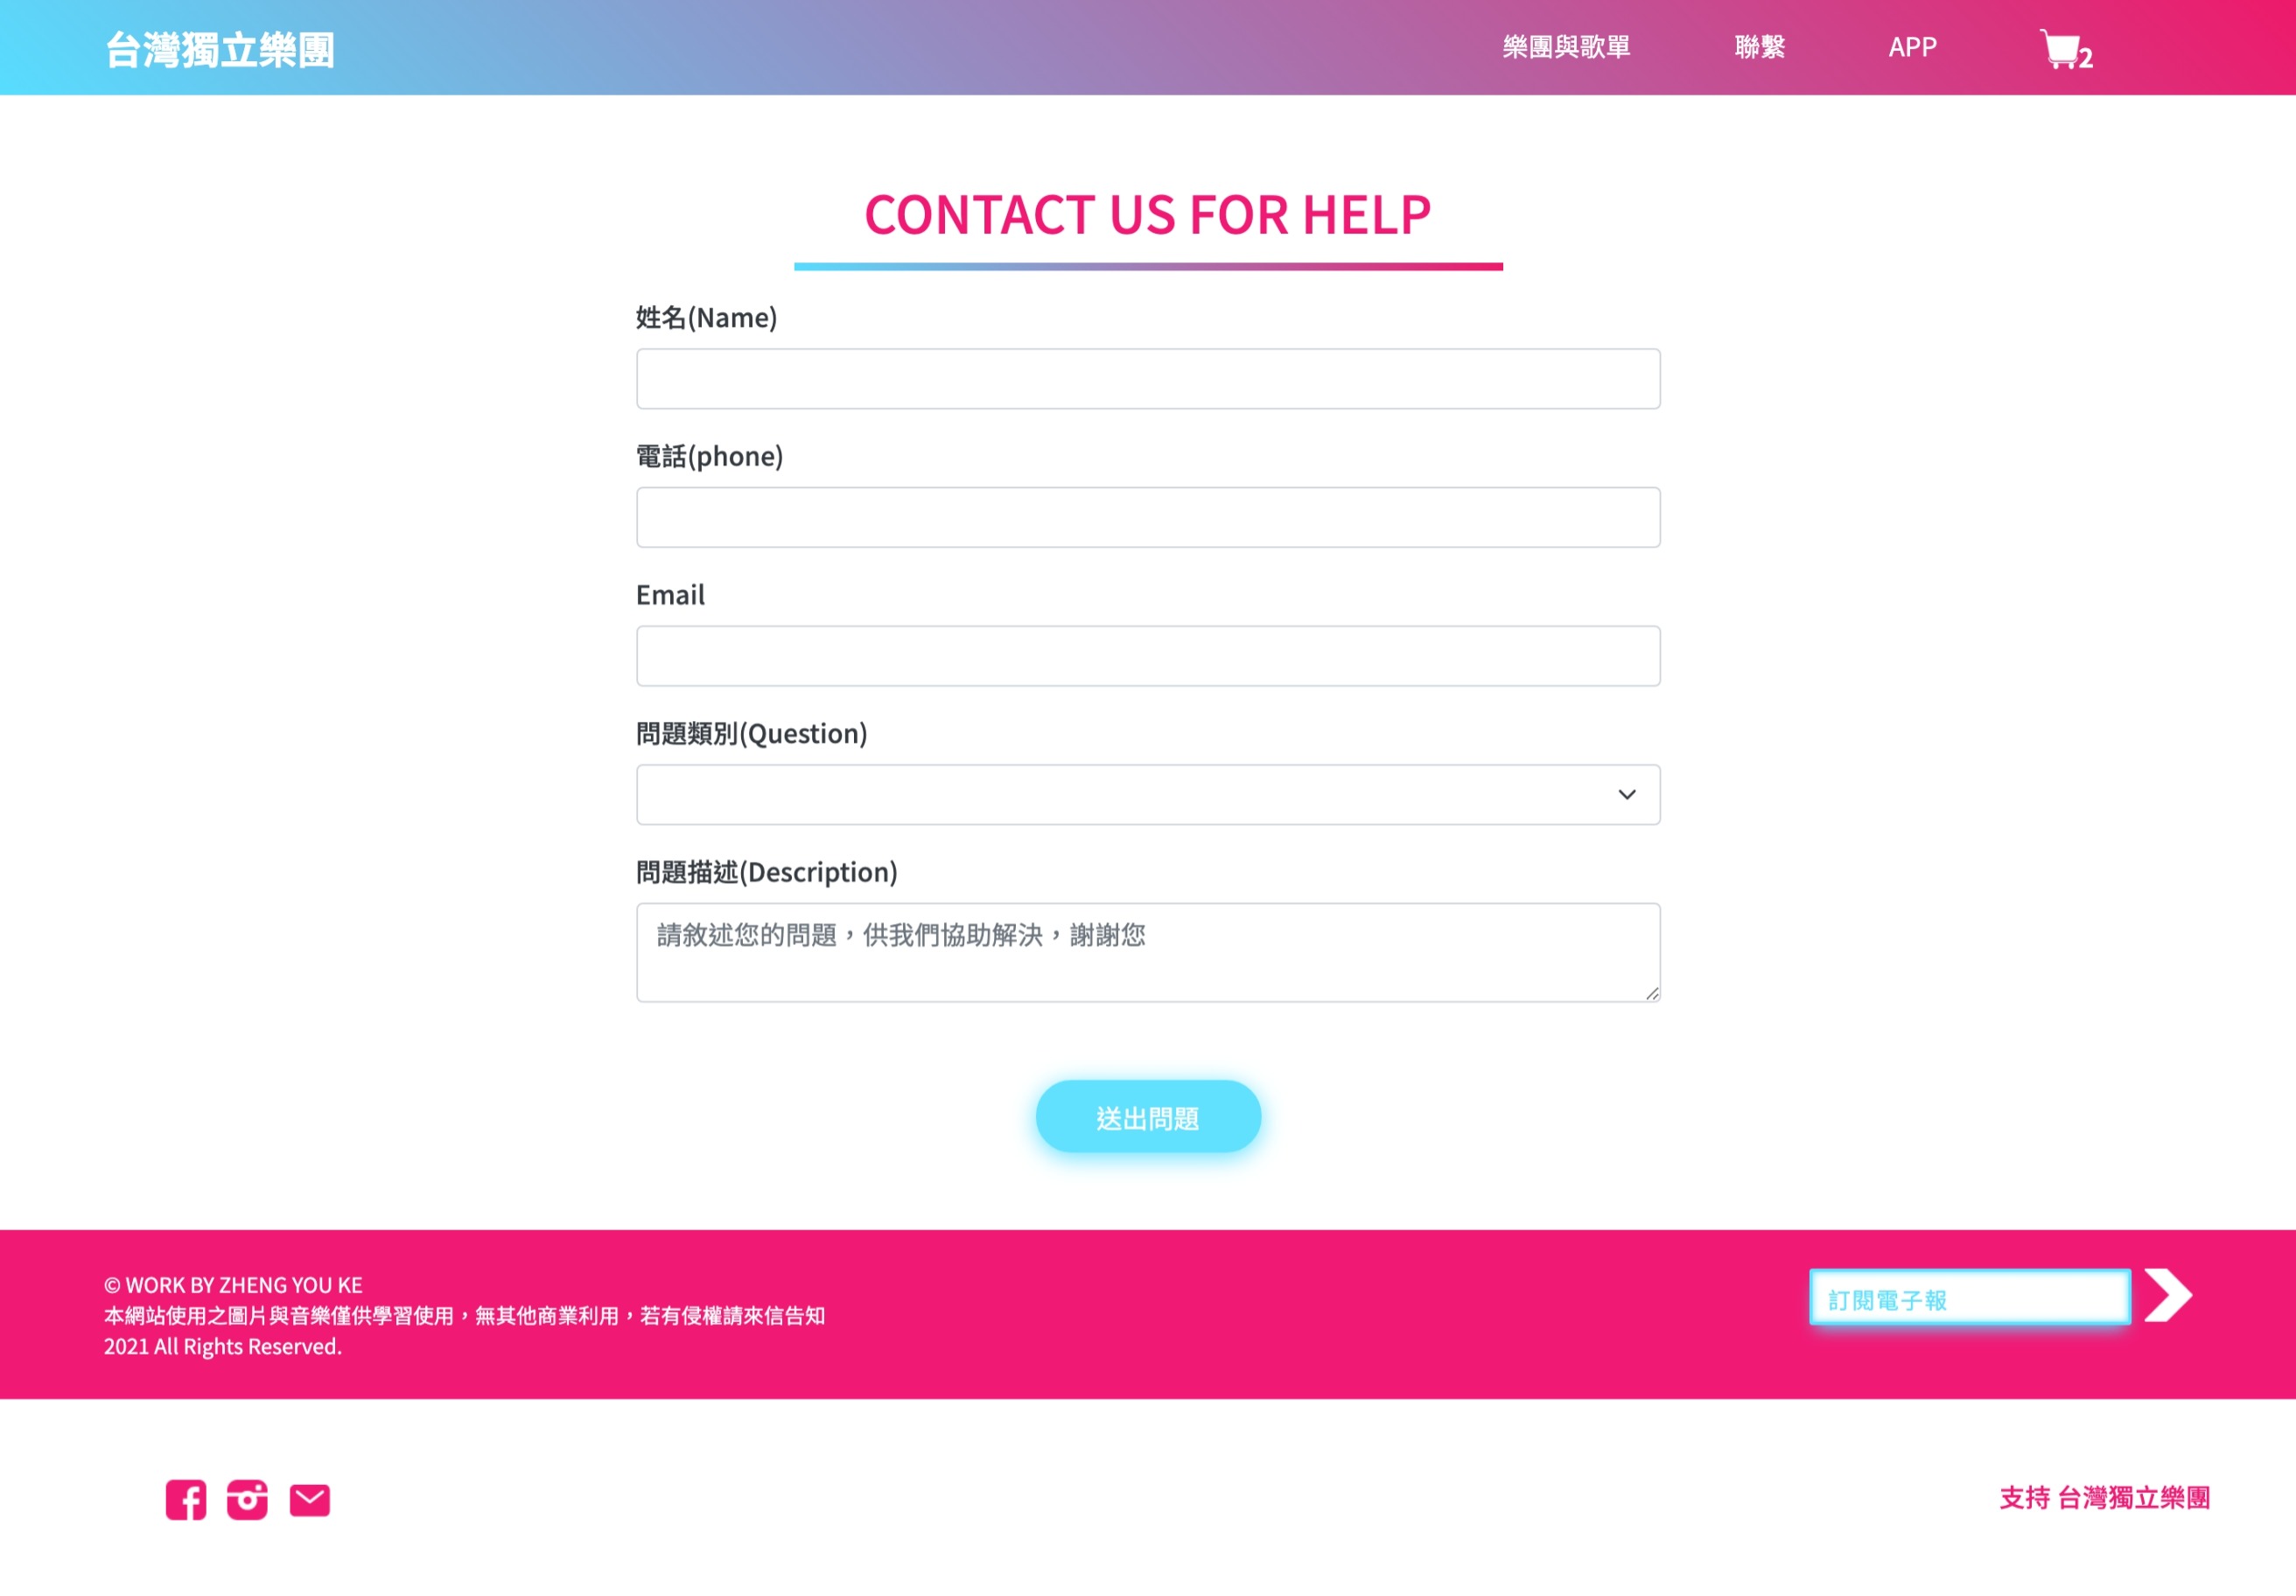 台灣獨立樂團
樂團與歌單
聯繫
APP
2
CONTACT US FOR HELP
姓名(Name)
電話(phone)
Email
問題類別(Question)
問題描述(Description)
請敘述您的問題，供我們協助解決，謝謝您
送出問題
© WORK BY ZHENG YOU KE
本網站使用之圖片與音樂僅供學習使用，無其他商業利用，若有侵權請來信告知
2021 All Rights Reserved.
訂閱電子報
支持 台灣獨立樂團